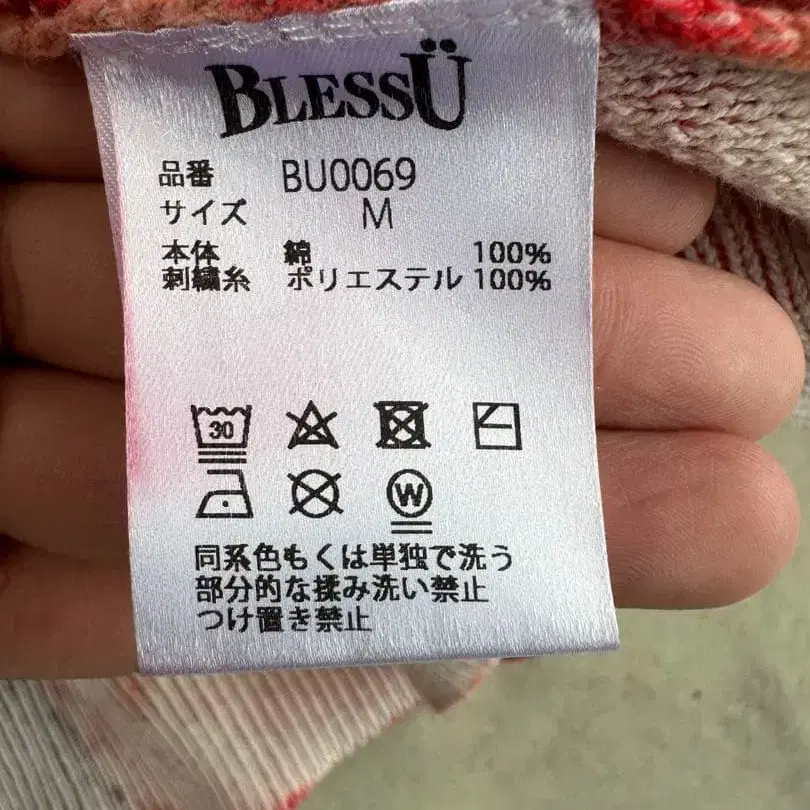 BLESSÜ
品番 BU0069
サイズ M
本体 綿 100%
刺繍糸 ポリエステル 100%
30
W
同系色もくは単独で洗う
部分的な揉み洗い禁止
つけ置き禁止